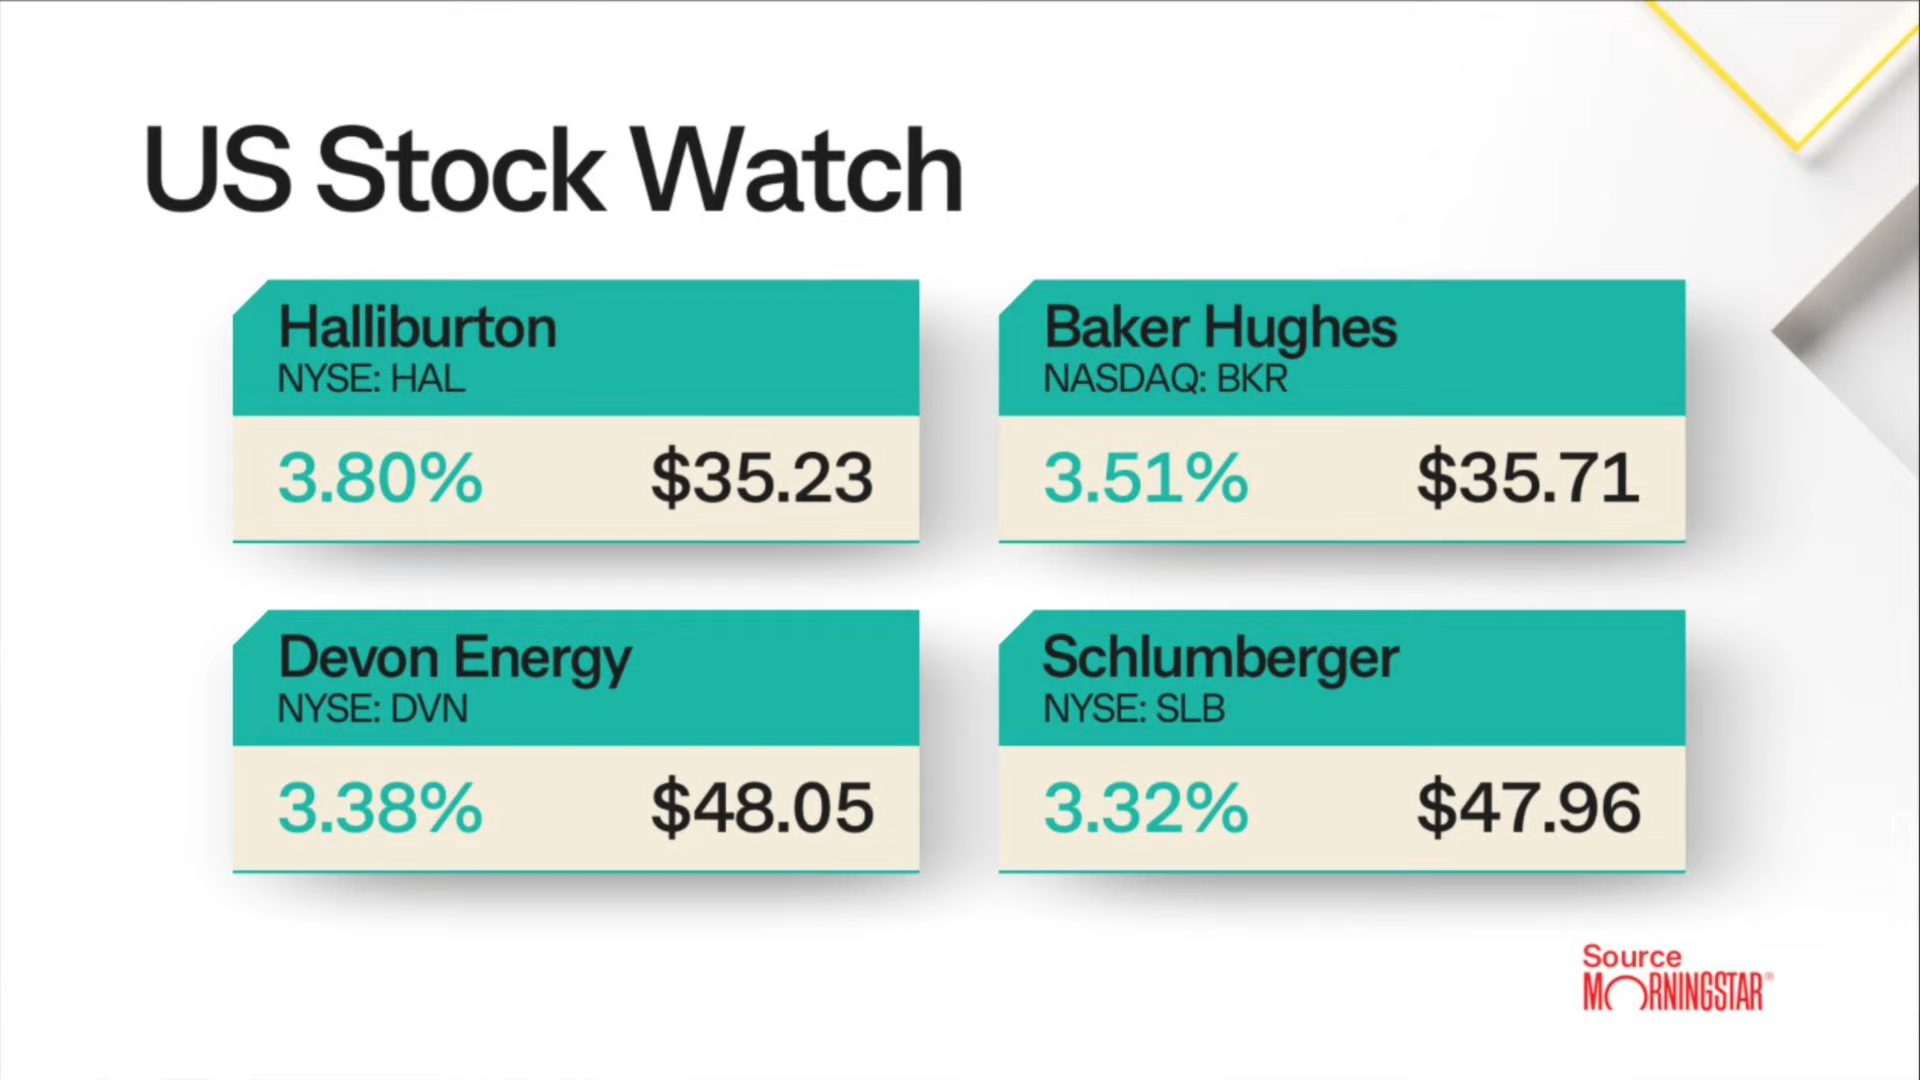 US Stock Watch
Halliburton
NYSE: HAL
3.80% $35.23
Baker Hughes
NASDAQ: BKR
3.51% $35.71
Devon Energy
NYSE: DVN
3.38% $48.05
Schlumberger
NYSE: SLB
3.32% $47.96
Source
MORNINGSTAR®